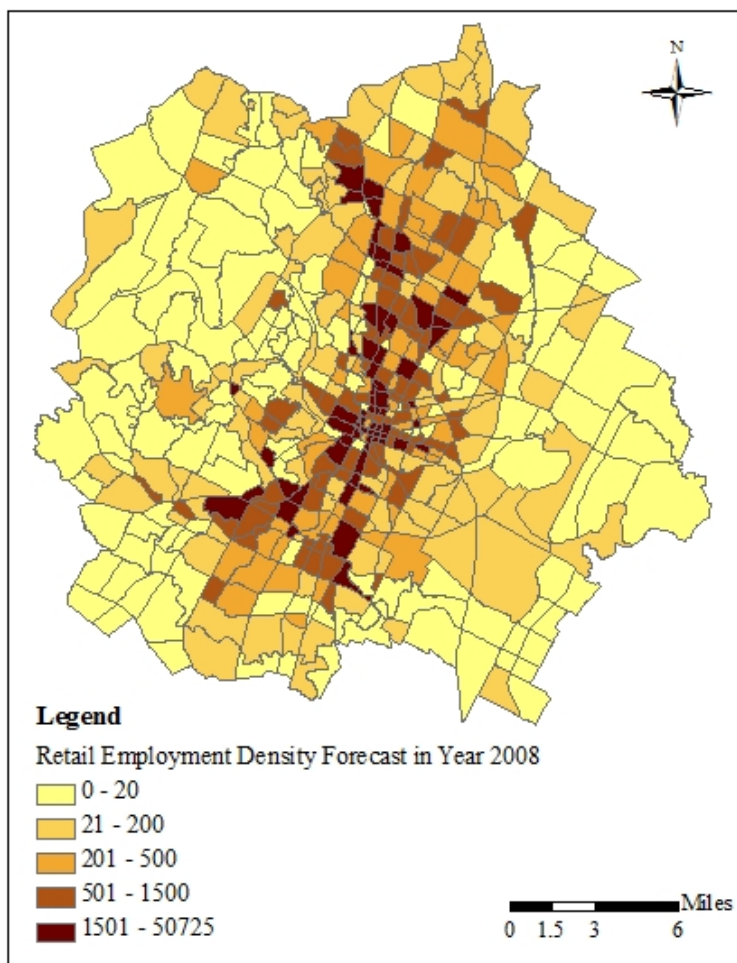 N
Legend
Retail Employment Density Forecast in Year 2008
0 - 20
21 - 200
201 - 500
501 - 1500
1501 - 50725
Miles
0 1.5 3 6